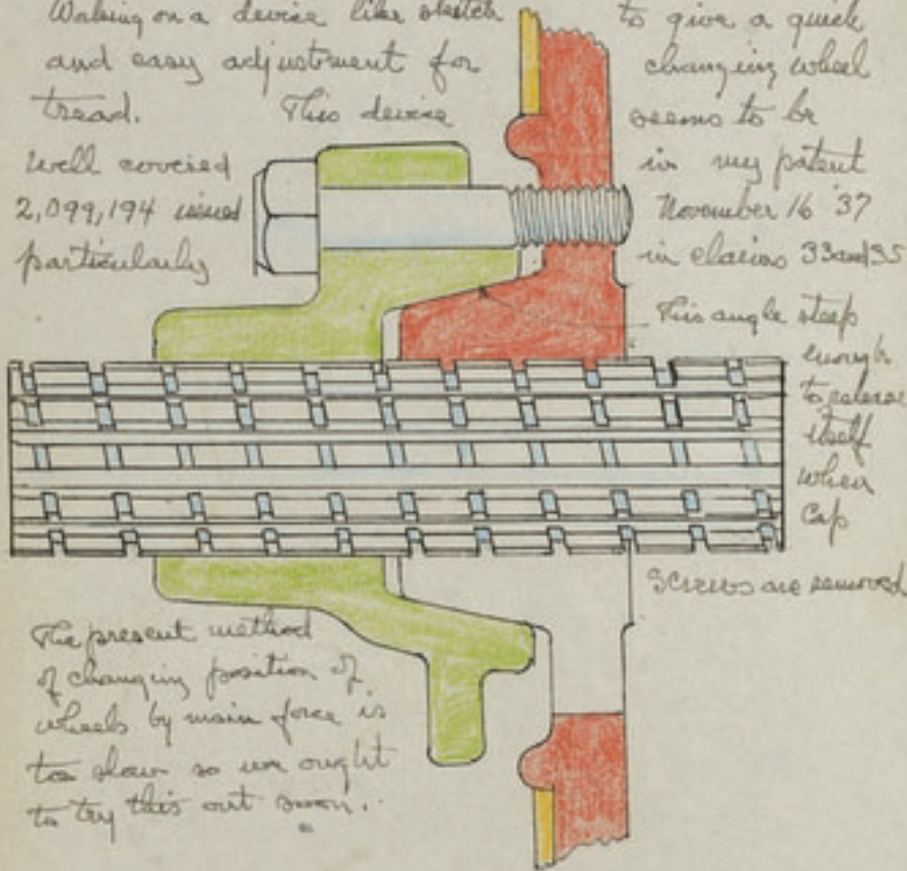 Waking on a device like sketch to give a quick
and easy adjustment for changing wheel
tread. This device seems to be
well covered in my patent
2,099,194 issued November 16 '37
particularly in claims 33 and 35
This angle steep
enough
to release
itself
when
cap
screws are removed
The present method
of changing position of
wheels by main force is
too slow so we ought
to try this out soon.